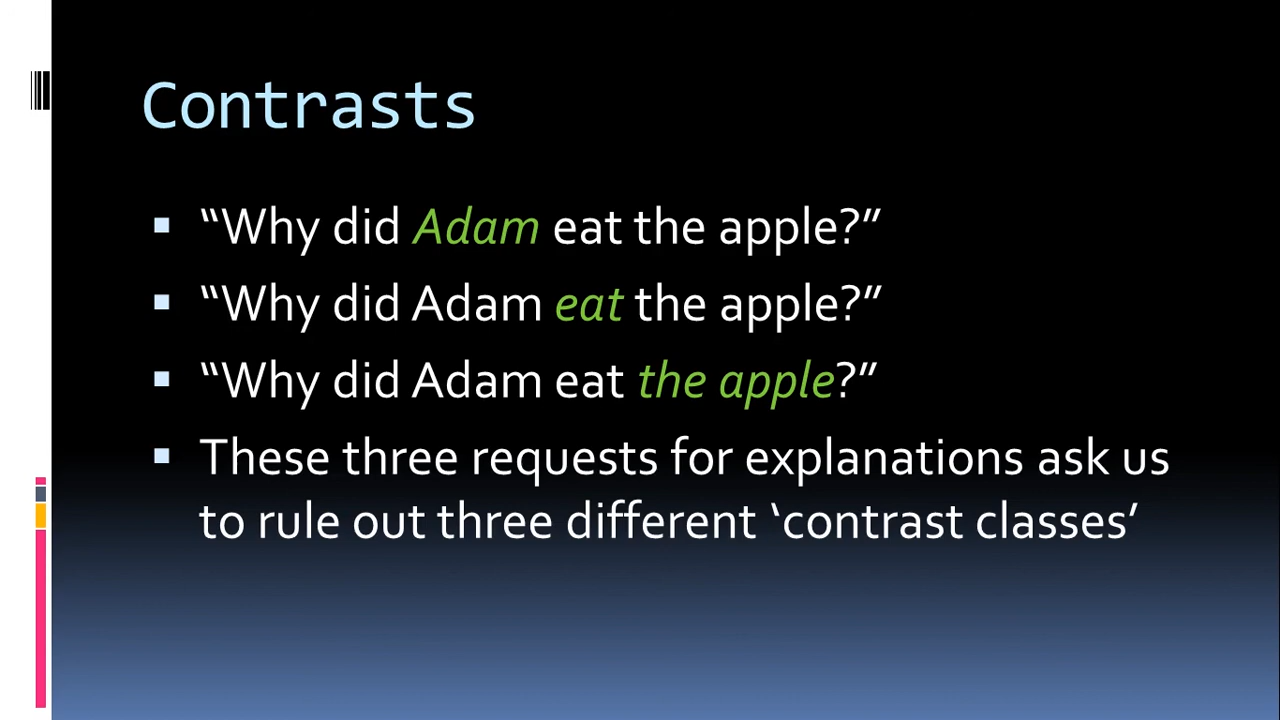 Contrasts
▪ “Why did Adam eat the apple?”
▪ “Why did Adam eat the apple?”
▪ “Why did Adam eat the apple?”
▪ These three requests for explanations ask us
to rule out three different ‘contrast classes’